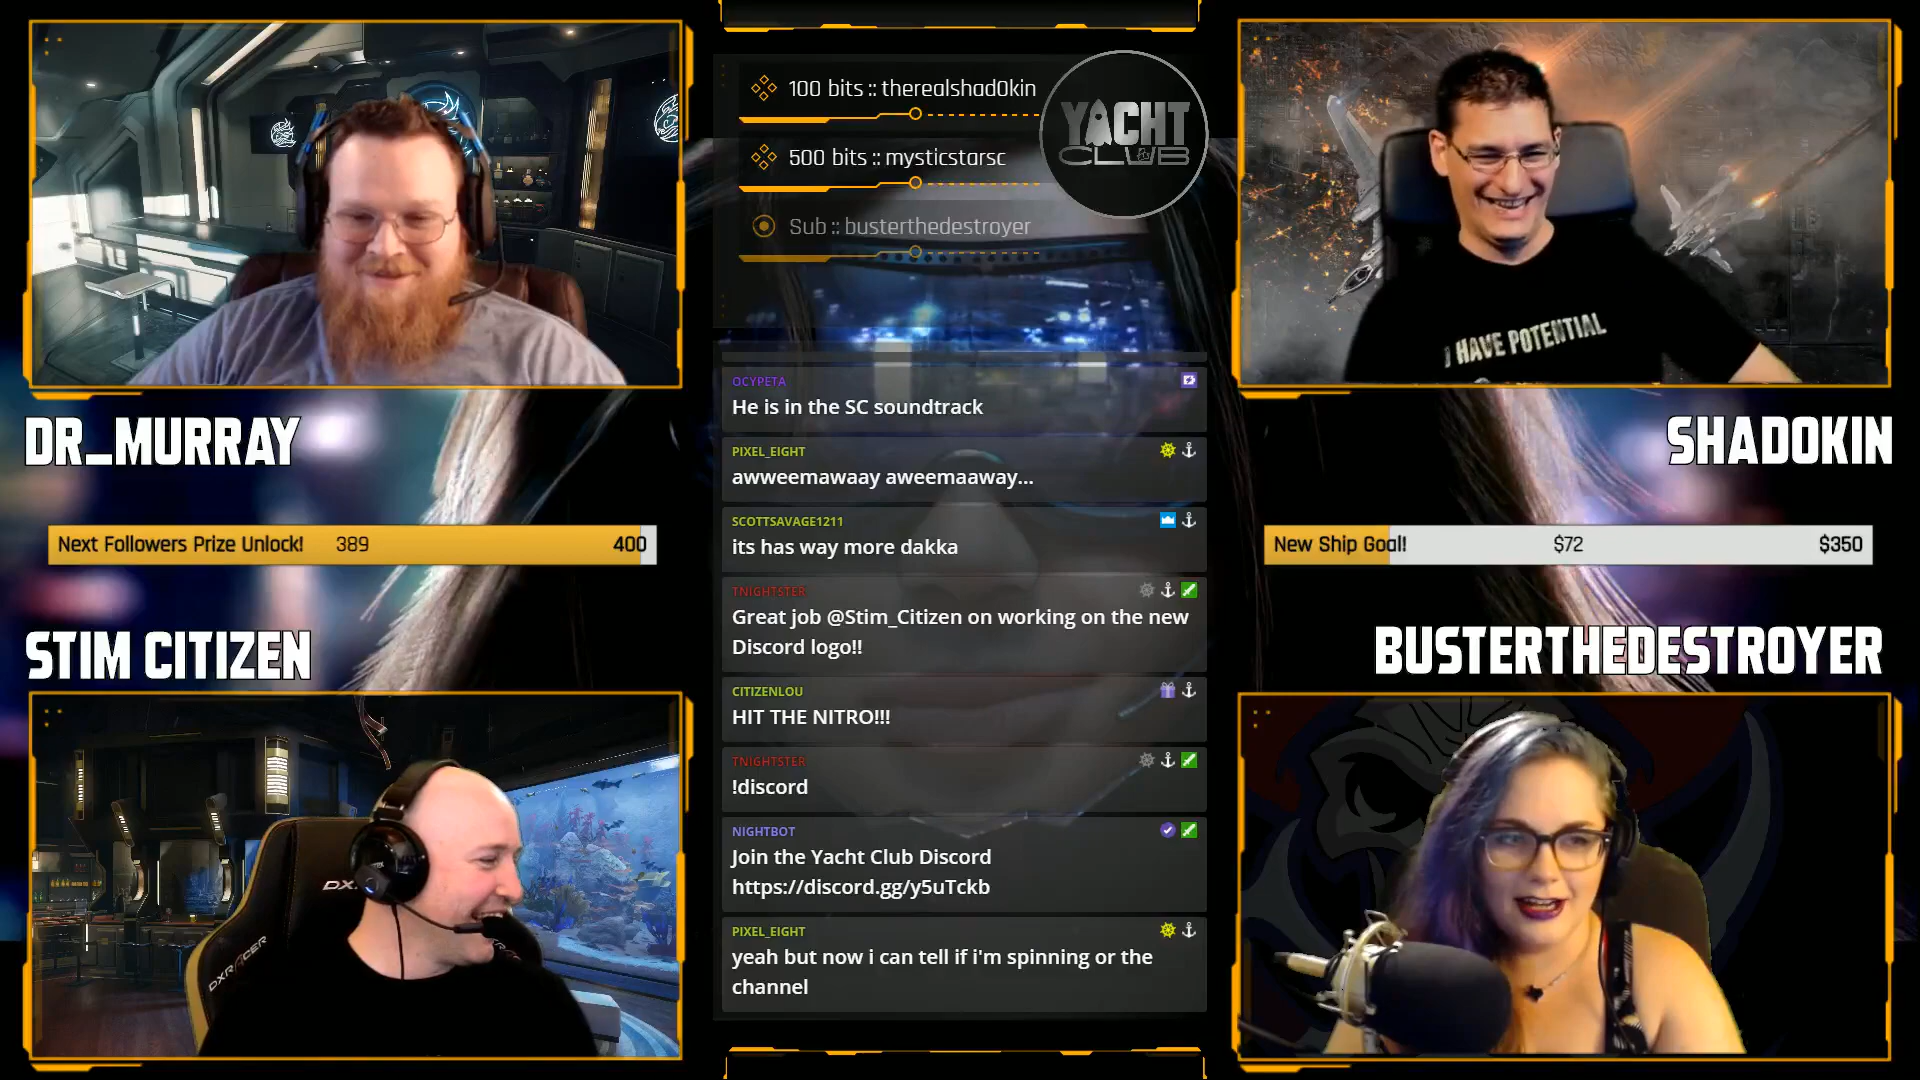 100 bits :: therealshad0kin
500 bits :: mysticstarsc
Sub :: busterthedestroyer
YACHT
CLUB
I HAVE POTENTIAL
DR_MURRAY
SHADOKIN
Next Followers Prize Unlock! 389 400
New Ship Goal! $72 $350
STIM CITIZEN
BUSTERTHEDESTROYER
OCYPETA
He is in the SC soundtrack
PIXEL_EIGHT
awweemawaay aweemaaway...
SCOTTSAVAGE1211
its has way more dakka
TNIGHTSTER
Great job @Stim_Citizen on working on the new
Discord logo!!
CITIZENLOU
HIT THE NITRO!!!
TNIGHTSTER
!discord
NIGHTBOT
Join the Yacht Club Discord
https://discord.gg/y5uTckb
PIXEL_EIGHT
yeah but now i can tell if i'm spinning or the
channel
DX
DXRACER